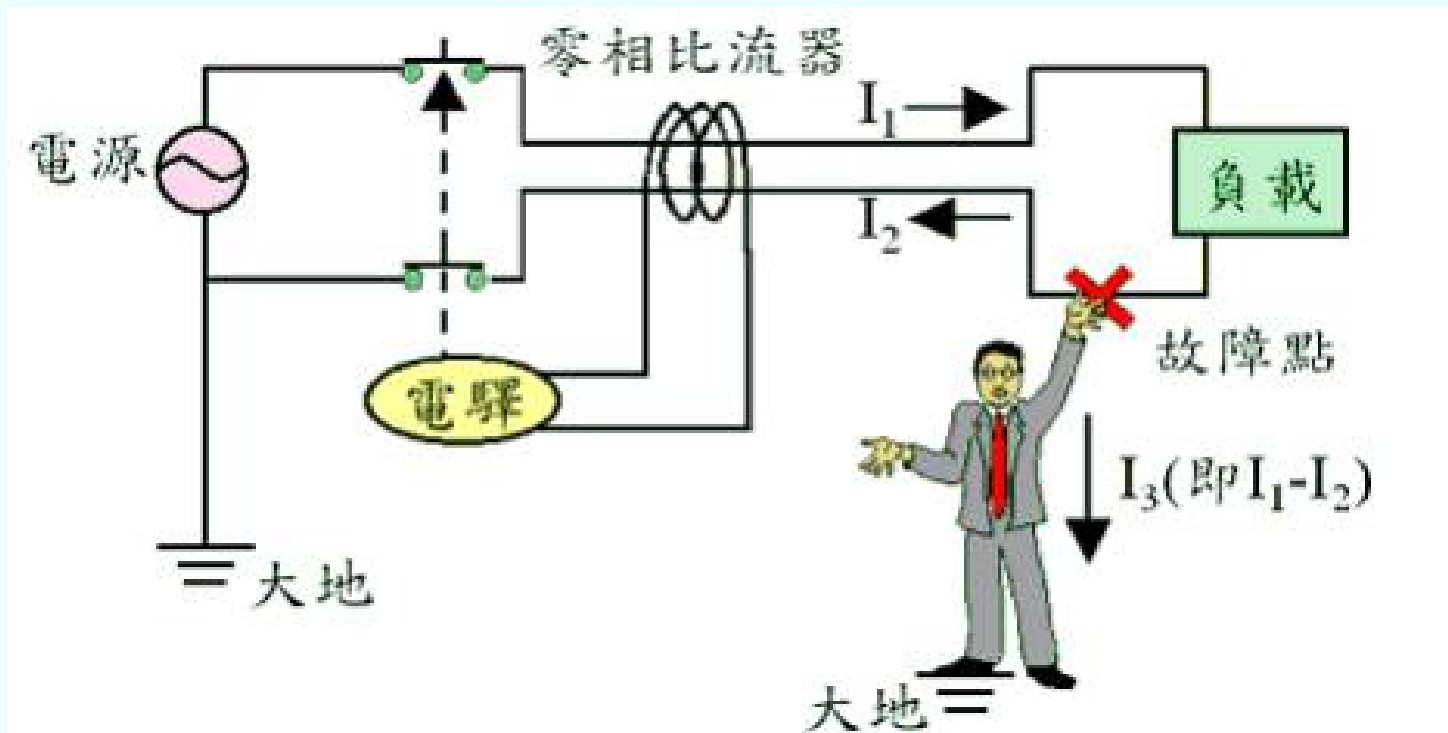 零相比流器
I₁
電源
負載
I₂
故障點
電驛
I₃(即I₁-I₂)
大地
大地